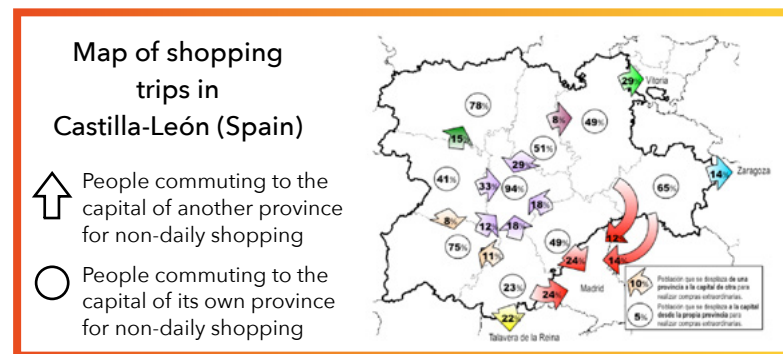 Map of shopping
trips in
Castilla-León (Spain)
People commuting to the
capital of another province
for non-daily shopping
People commuting to the
capital of its own province
for non-daily shopping
29%
Vitoria
78%
8%
49%
15%
51%
29%
41%
33%
94%
65%
14%
Zaragoza
18%
8%
12%
18%
12%
75%
49%
11%
24%
14%
23%
24%
Madrid
22%
Talavera de la Reina
10%
Población que se desplaza de una
provincia a la capital de otra para
realizar compras extraordinarias.
5%
Población que se desplaza a la capital
desde la propia provincia para
realizar compras extraordinarias.